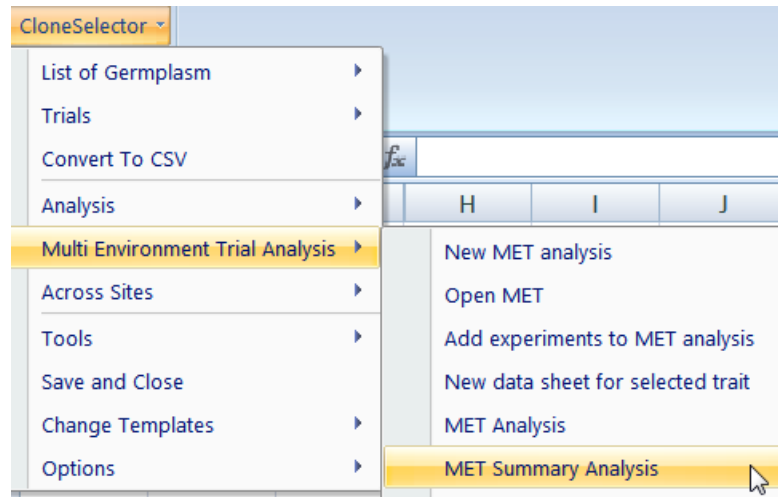 CloneSelector
List of Germplasm
Trials
Convert To CSV
fx
Analysis
H I J
Multi Environment Trial Analysis
New MET analysis
Across Sites
Open MET
Tools
Add experiments to MET analysis
Save and Close
New data sheet for selected trait
Change Templates
MET Analysis
Options
MET Summary Analysis